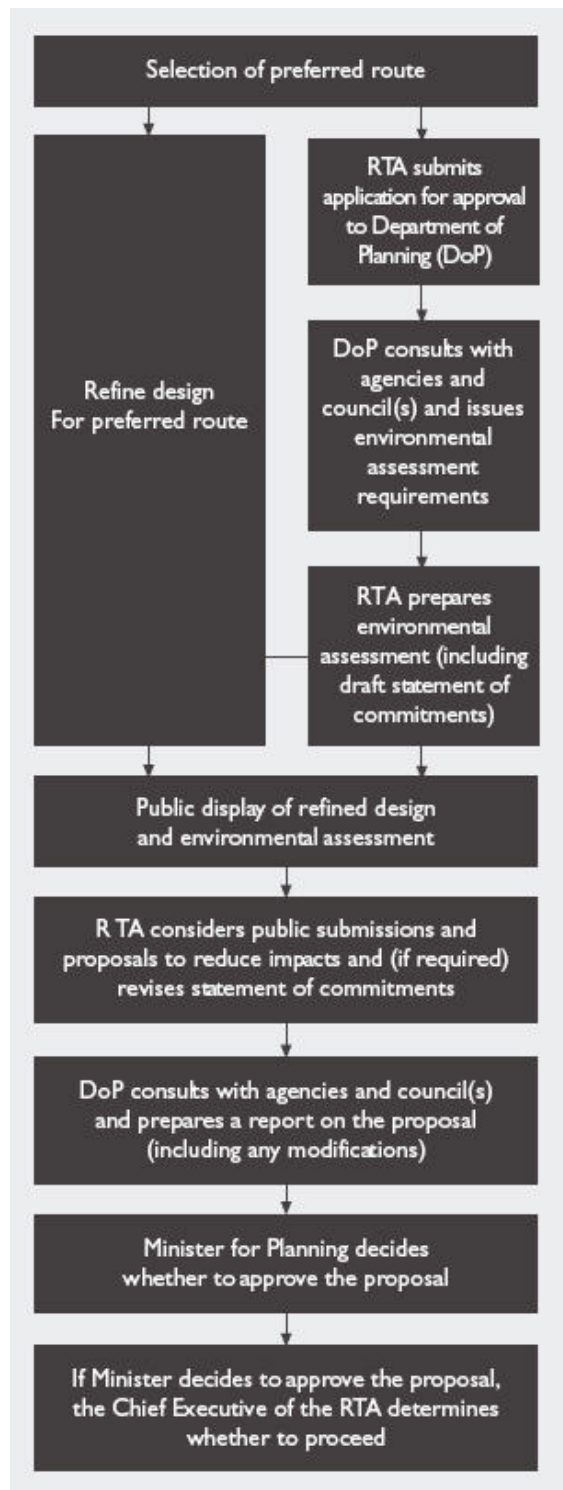 Selection of preferred route
Refine design
For preferred route
RTA submits
application for approval
to Department of
Planning (DoP)
DoP consults with
agencies and
council(s) and issues
environmental
assessment
requirements
RTA prepares
environmental
assessment (including
draft statement of
commitments)
Public display of refined design
and environmental assessment
RTA considers public submissions and
proposals to reduce impacts and (if required)
revises statement of commitments
DoP consults with agencies and council(s)
and prepares a report on the proposal
(including any modifications)
Minister for Planning decides
whether to approve the proposal
If Minister decides to approve the proposal,
the Chief Executive of the RTA determines
whether to proceed